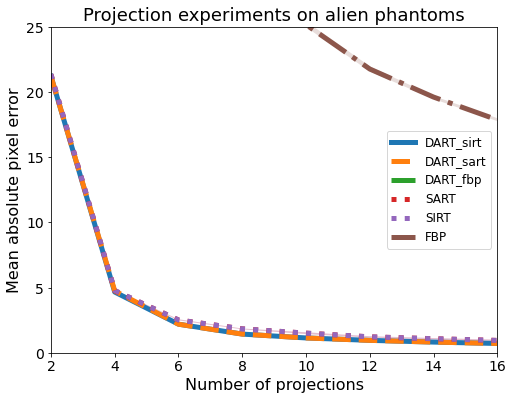 Projection experiments on alien phantoms
Mean absolute pixel error
25
20
15
10
5
0
2 4 6 8 10 12 14 16
Number of projections
DART_sirt
DART_sart
DART_fbp
SART
SIRT
FBP